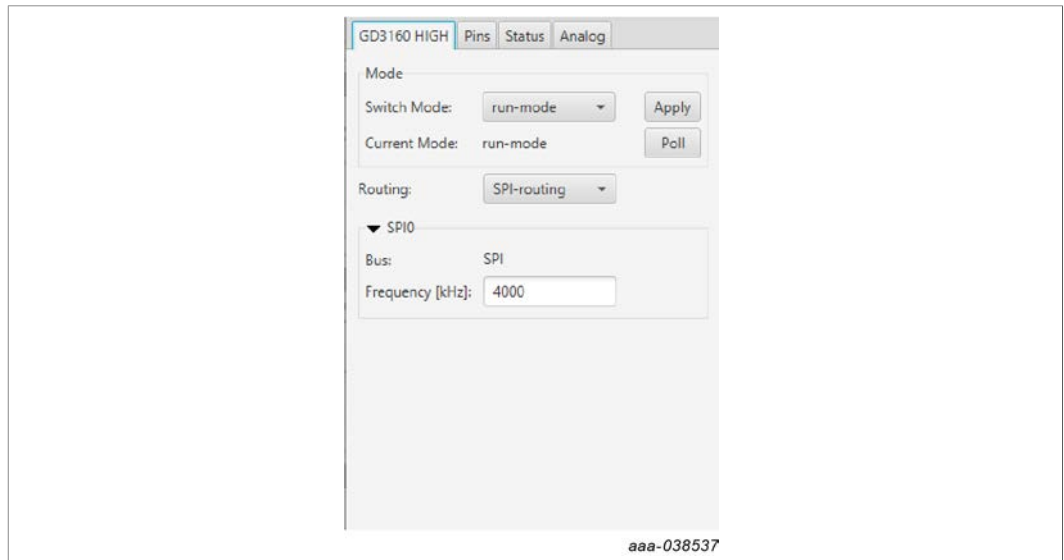 GD3160 HIGH Pins Status Analog
Mode
Switch Mode: run-mode Apply
Current Mode: run-mode Poll
Routing: SPI-routing
SPI0
Bus: SPI
Frequency [kHz]: 4000
aaa-038537